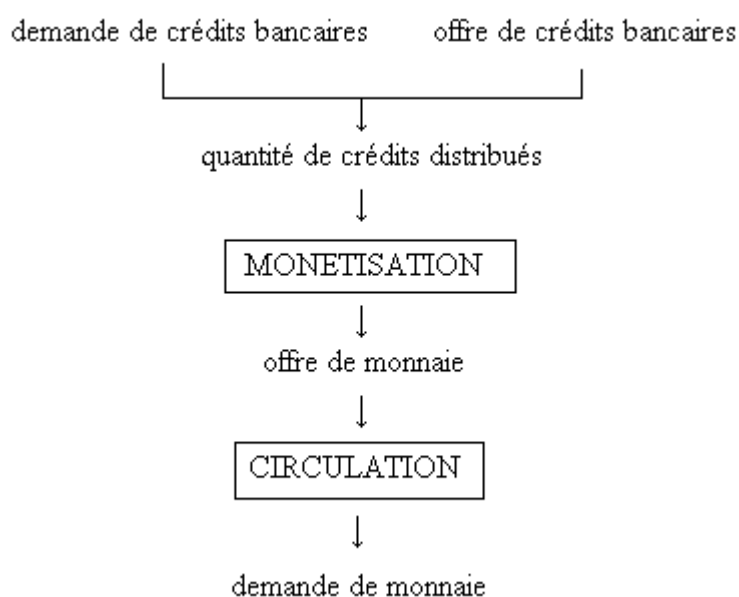 demande de crédits bancaires
offre de crédits bancaires
quantité de crédits distribués
MONETISATION
offre de monnaie
CIRCULATION
demande de monnaie